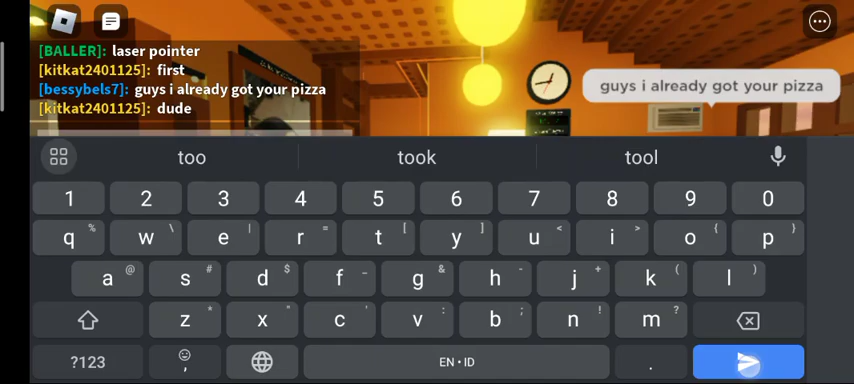 [BALLER]: laser pointer
[kitkat2401125]: first
[bessybels7]: guys i already got your pizza
[kitkat2401125]: dude
guys i already got your pizza
too took tool
1 2 3 4 5 6 7 8 9 0
q % w \ e | r = t [ y ] u < i > o { p }
a @ s # d $ f _ g & h - j + k ( l )
z * x " c ' v : b ; n ! m ?
?123 , EN • ID .